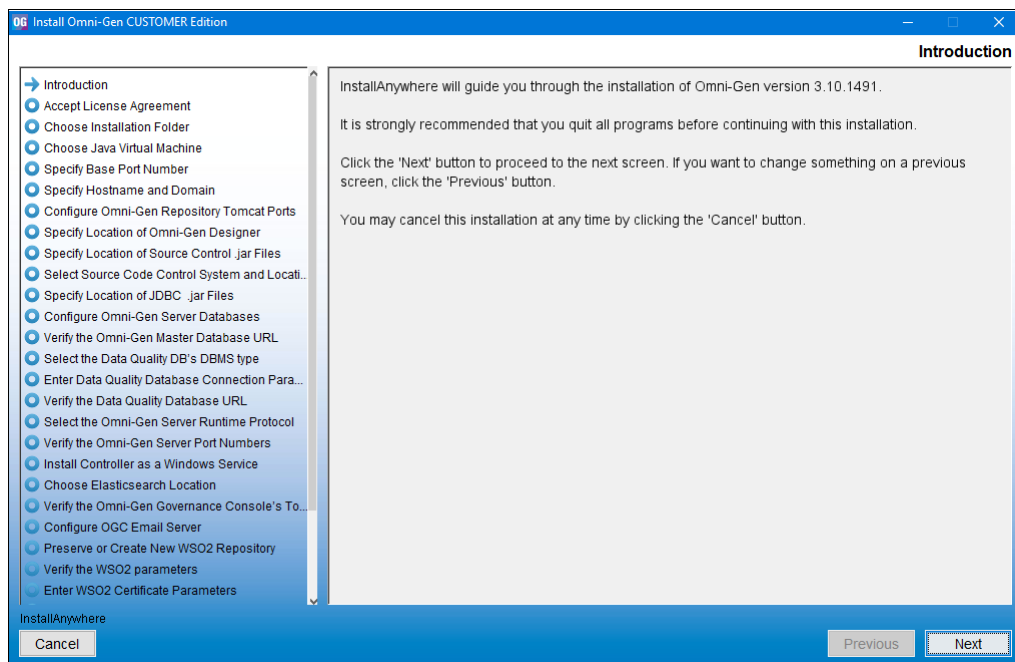 OG Install Omni-Gen CUSTOMER Edition
Introduction
Introduction
Accept License Agreement
Choose Installation Folder
Choose Java Virtual Machine
Specify Base Port Number
Specify Hostname and Domain
Configure Omni-Gen Repository Tomcat Ports
Specify Location of Omni-Gen Designer
Specify Location of Source Control .jar Files
Select Source Code Control System and Locati..
Specify Location of JDBC .jar Files
Configure Omni-Gen Server Databases
Verify the Omni-Gen Master Database URL
Select the Data Quality DB's DBMS type
Enter Data Quality Database Connection Para...
Verify the Data Quality Database URL
Select the Omni-Gen Server Runtime Protocol
Verify the Omni-Gen Server Port Numbers
Install Controller as a Windows Service
Choose Elasticsearch Location
Verify the Omni-Gen Governance Console's To...
Configure OGC Email Server
Preserve or Create New WSO2 Repository
Verify the WSO2 parameters
Enter WSO2 Certificate Parameters
InstallAnywhere will guide you through the installation of Omni-Gen version 3.10.1491.
It is strongly recommended that you quit all programs before continuing with this installation.
Click the 'Next' button to proceed to the next screen. If you want to change something on a previous
screen, click the 'Previous' button.
You may cancel this installation at any time by clicking the 'Cancel' button.
InstallAnywhere
Cancel
Previous
Next